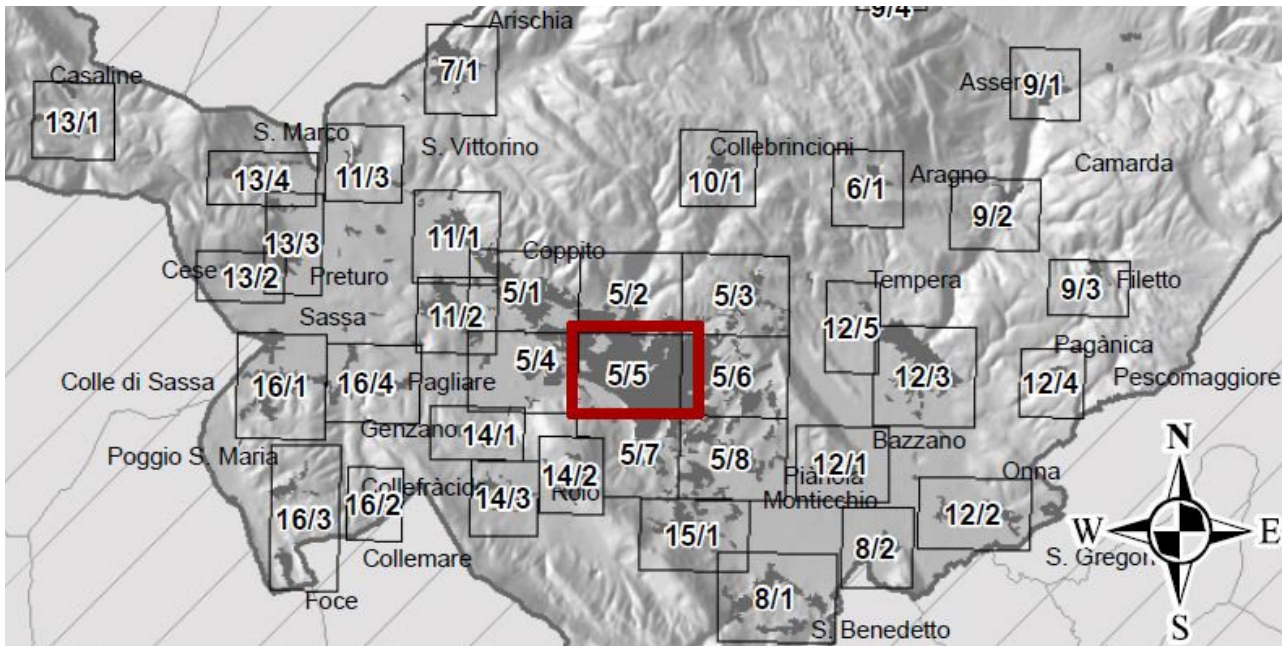 9/4
Arischia
7/1
Casaline
13/1
Asser
9/1
S. Marco
S. Vittorino
Collebrincioni
Camarda
13/4
11/3
10/1
6/1
Aragno
9/2
11/1
13/3
Coppito
Cese
13/2
Preturo
Tempera
9/3
Filetto
5/1
5/2
5/3
11/2
Sassa
12/5
Pagànica
5/4
5/5
5/6
12/3
12/4
Pescomaggiore
Colle di Sassa
16/1
16/4
Pagliare
Genzano
14/1
Bazzano
N
Poggio S. Maria
5/7
5/8
12/1
Onna
Collefràcid
14/3
14/2
Roio
Pianola
Monticchio
16/2
16/3
12/2
W
E
15/1
8/2
Collemare
S. Gregori
Foce
8/1
S. Benedetto
S